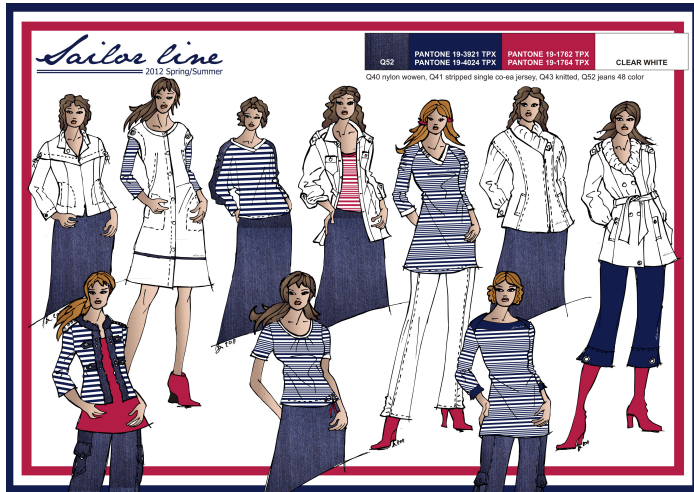 Sailor line
2012 Spring/Summer
Q52
PANTONE 19-3921 TPX
PANTONE 19-4024 TPX
PANTONE 19-1762 TPX
PANTONE 19-1764 TPX
CLEAR WHITE
Q40 nylon wowen, Q41 stripped single co-ea jersey, Q43 knitted, Q52 jeans 48 color